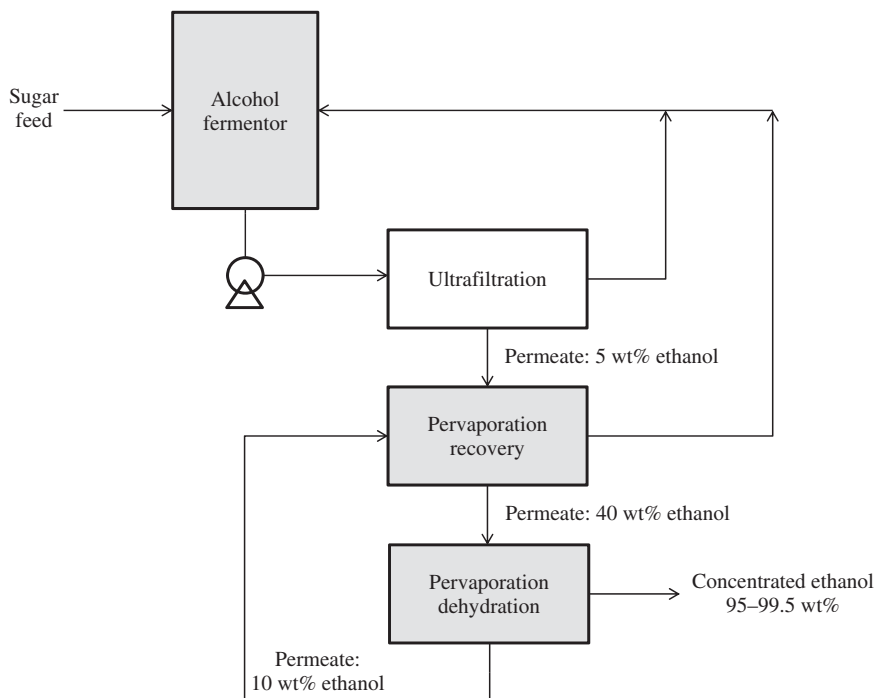 Sugar
feed
Alcohol
fermentor
Ultrafiltration
Permeate: 5 wt% ethanol
Pervaporation
recovery
Permeate: 40 wt% ethanol
Pervaporation
dehydration
Concentrated ethanol
95–99.5 wt%
Permeate:
10 wt% ethanol